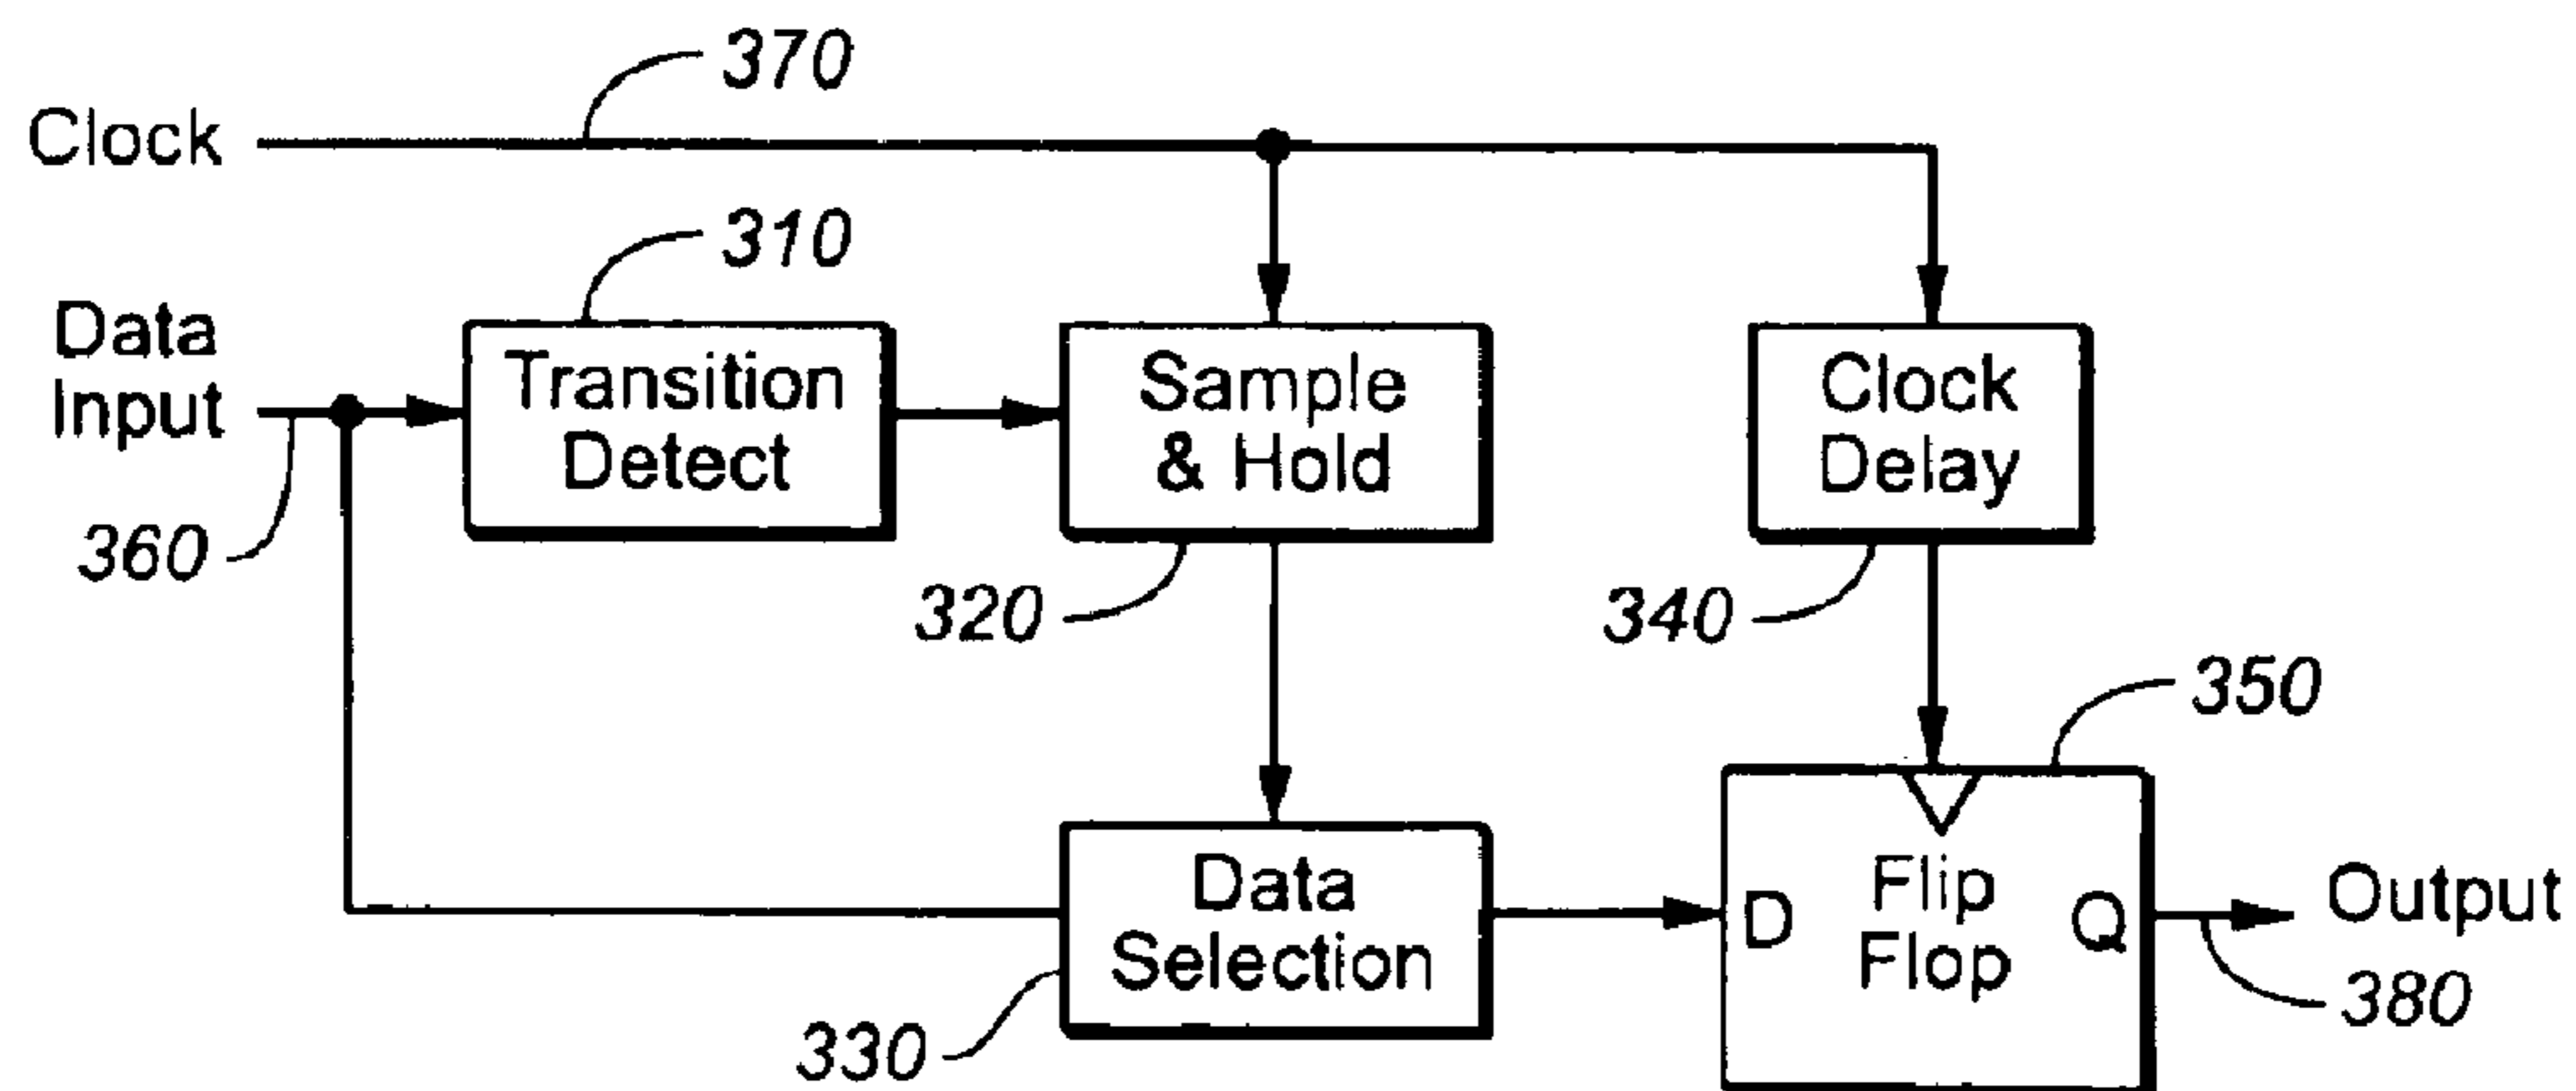 370
Clock
310
Data
Input
Transition
Detect
Sample
& Hold
Clock
Delay
360
320
340
350
Data
Selection
D
Flip
Flop
Q
Output
330
380